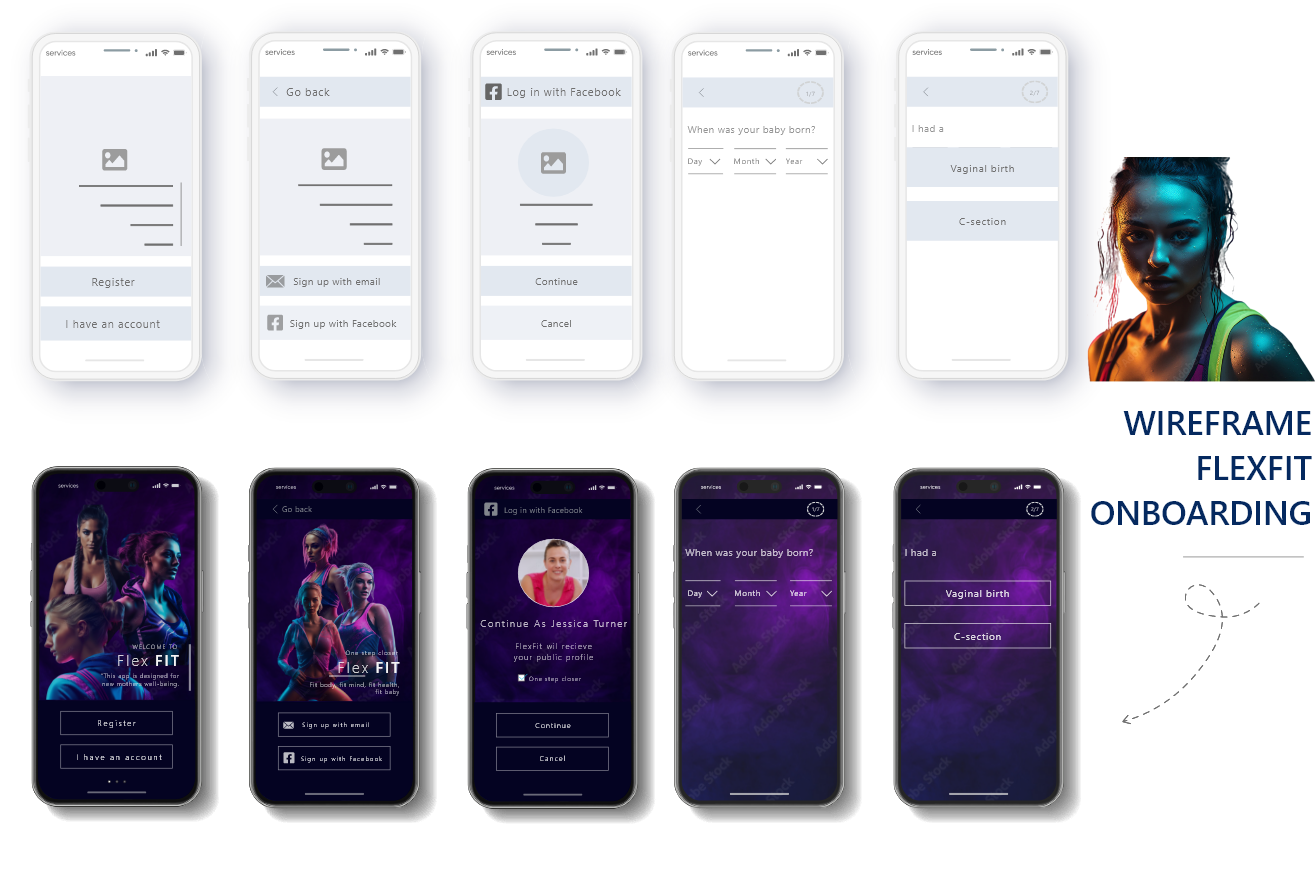 services
Register
I have an account
services
Go back
Sign up with email
Sign up with Facebook
services
Log in with Facebook
Continue
Cancel
services
1/7
When was your baby born?
Day Month Year
services
2/7
I had a
Vaginal birth
C-section
WIREFRAME
FLEXFIT
ONBOARDING
services
WELCOME TO
Flex FIT
"This app is designed for
new mothers well-being.
Register
I have an account
services
Go back
One step closer
Flex FIT
Fit body, fit mind, fit health,
fit baby
Sign up with email
Sign up with Facebook
services
Log in with Facebook
Continue As Jessica Turner
FlexFit wil recieve
your public profile
One step closer
Continue
Cancel
services
1/7
When was your baby born?
Day Month Year
Adobe Stock
services
2/7
I had a
Vaginal birth
C-section
Adobe Stock